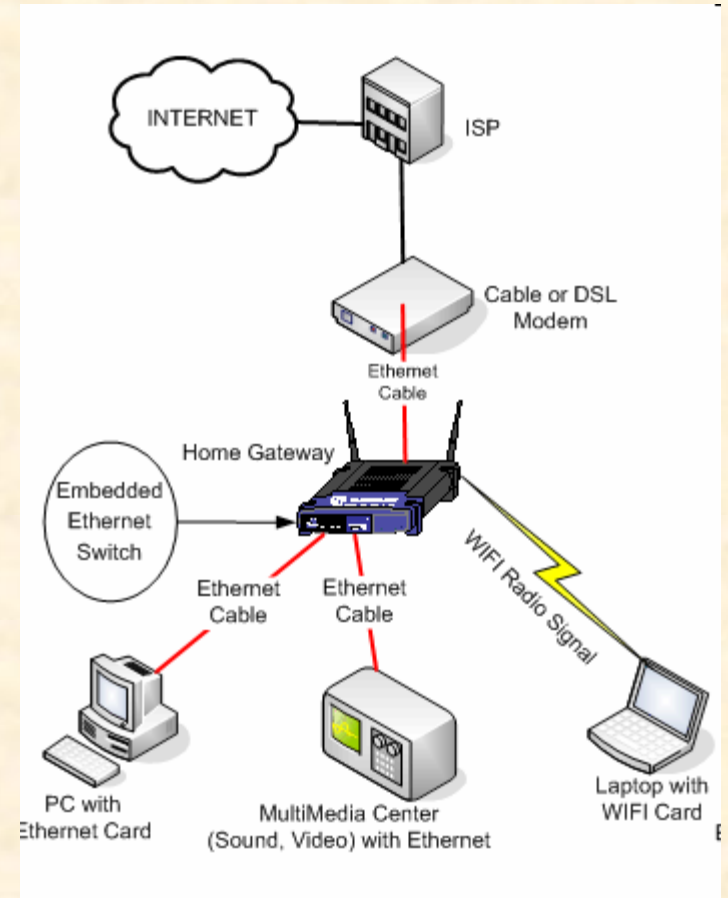 INTERNET
ISP
Cable or DSL
Modem
Ethernet
Cable
Home Gateway
Embedded
Ethernet
Switch
Ethernet
Cable
Ethernet
Cable
WIFI Radio Signal
PC with
Ethernet Card
MultiMedia Center
(Sound, Video) with Ethernet
Laptop with
WIFI Card